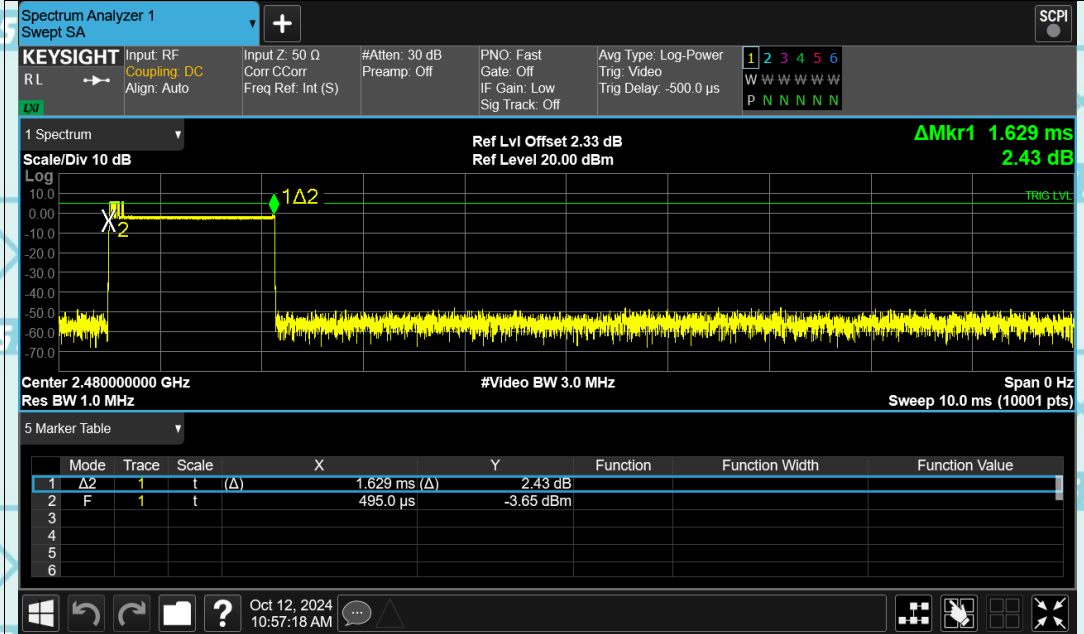 Spectrum Analyzer 1
Swept SA
SCPI
KEYSIGHT
R L
LXI
Input: RF
Coupling: DC
Align: Auto
Input Z: 50 Ω
Corr CCorr
Freq Ref: Int (S)
#Atten: 30 dB
Preamp: Off
PNO: Fast
Gate: Off
IF Gain: Low
Sig Track: Off
Avg Type: Log-Power
Trig: Video
Trig Delay: -500.0 µs
1 2 3 4 5 6
W W W W W W
P N N N N N
1 Spectrum
Scale/Div 10 dB
Ref Lvl Offset 2.33 dB
Ref Level 20.00 dBm
ΔMkr1 1.629 ms
2.43 dB
Log
10.0
0.00
-10.0
-20.0
-30.0
-40.0
-50.0
-60.0
-70.0
1Δ2
X2
TRIG LVL
Center 2.480000000 GHz
#Video BW 3.0 MHz
Span 0 Hz
Res BW 1.0 MHz
Sweep 10.0 ms (10001 pts)
5 Marker Table
Mode Trace Scale X Y Function Function Width Function Value
1 Δ2 1 t (Δ) 1.629 ms (Δ) 2.43 dB
2 F 1 t 495.0 µs -3.65 dBm
3
4
5
6
Oct 12, 2024
10:57:18 AM